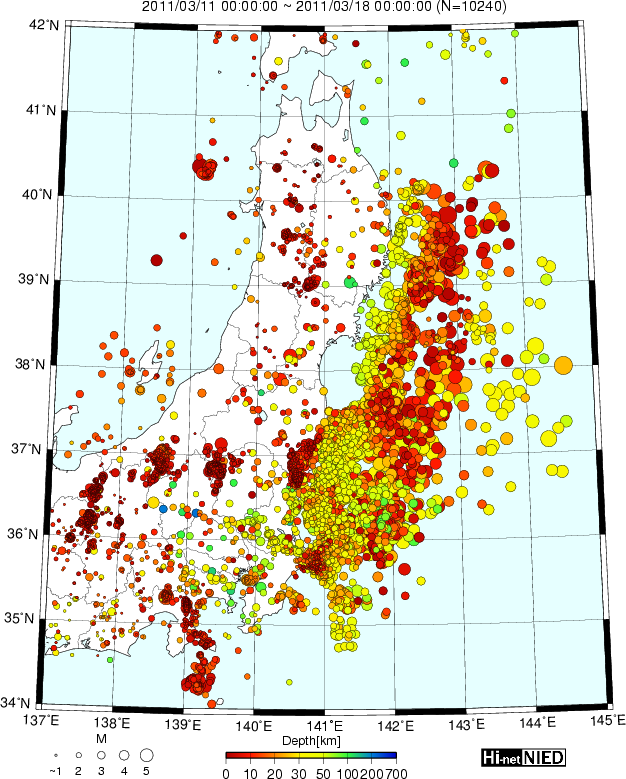 2011/03/11 00:00:00 ~ 2011/03/18 00:00:00 (N=10240)
42°N
41°N
40°N
39°N
38°N
37°N
36°N
35°N
34°N
137°E 138°E 139°E 140°E 141°E 142°E 143°E 144°E 145°E
M
~1 2 3 4 5
Depth[km]
0 10 20 30 50 100 200 700
Hi-net NIED